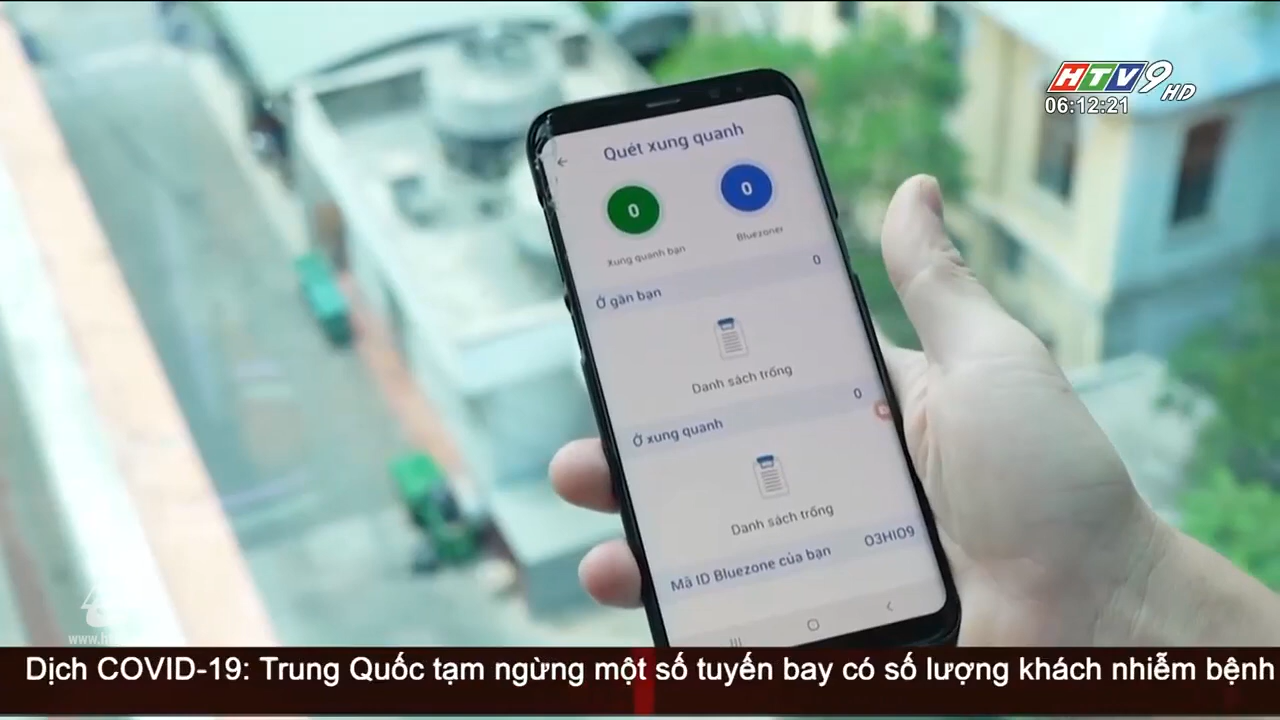 HTV9 HD
06:12:21
Quét xung quanh
0
0
Xung quanh bạn
Bluezoner
Ở gần bạn 0
Danh sách trống
Ở xung quanh 0
Danh sách trống
Mã ID Bluezone của bạn O3HIO9
Dịch COVID-19: Trung Quốc tạm ngừng một số tuyến bay có số lượng khách nhiễm bệnh